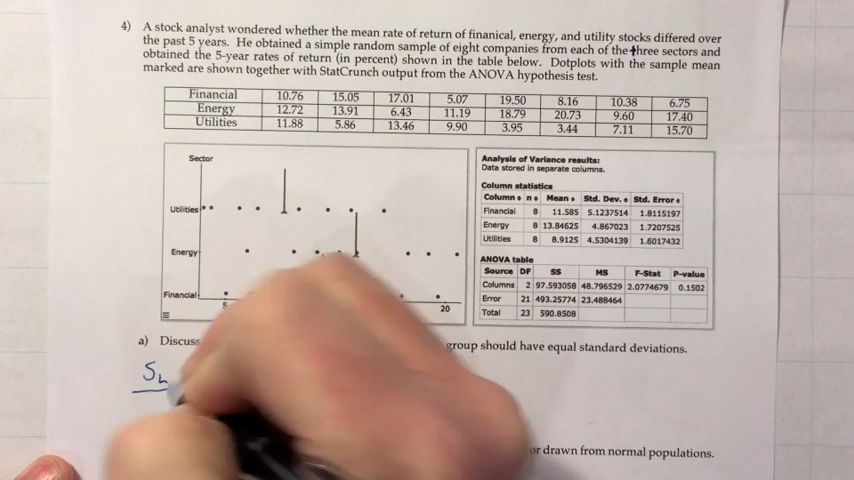 4) A stock analyst wondered whether the mean rate of return of finanical, energy, and utility stocks differed over
the past 5 years. He obtained a simple random sample of eight companies from each of the three sectors and
obtained the 5-year rates of return (in percent) shown in the table below. Dotplots with the sample mean
marked are shown together with StatCrunch output from the ANOVA hypothesis test.
Financial 10.76 15.05 17.01 5.07 19.50 8.16 10.38 6.75
Energy 12.72 13.91 6.43 11.19 18.79 20.73 9.60 17.40
Utilities 11.88 5.86 13.46 9.90 3.95 3.44 7.11 15.70
Sector
Utilities
Energy
Financial
20
Analysis of Variance results:
Data stored in separate columns.
Column statistics
Column n Mean Std. Dev. Std. Error
Financial 8 11.585 5.1237514 1.8115197
Energy 8 13.84625 4.867023 1.7207525
Utilities 8 8.9125 4.5304139 1.6017432
ANOVA table
Source DF SS MS F-Stat P-value
Columns 2 97.593058 48.796529 2.0774679 0.1502
Error 21 493.25774 23.488464
Total 23 590.8508
a) Discuss group should have equal standard deviations.
or drawn from normal populations.